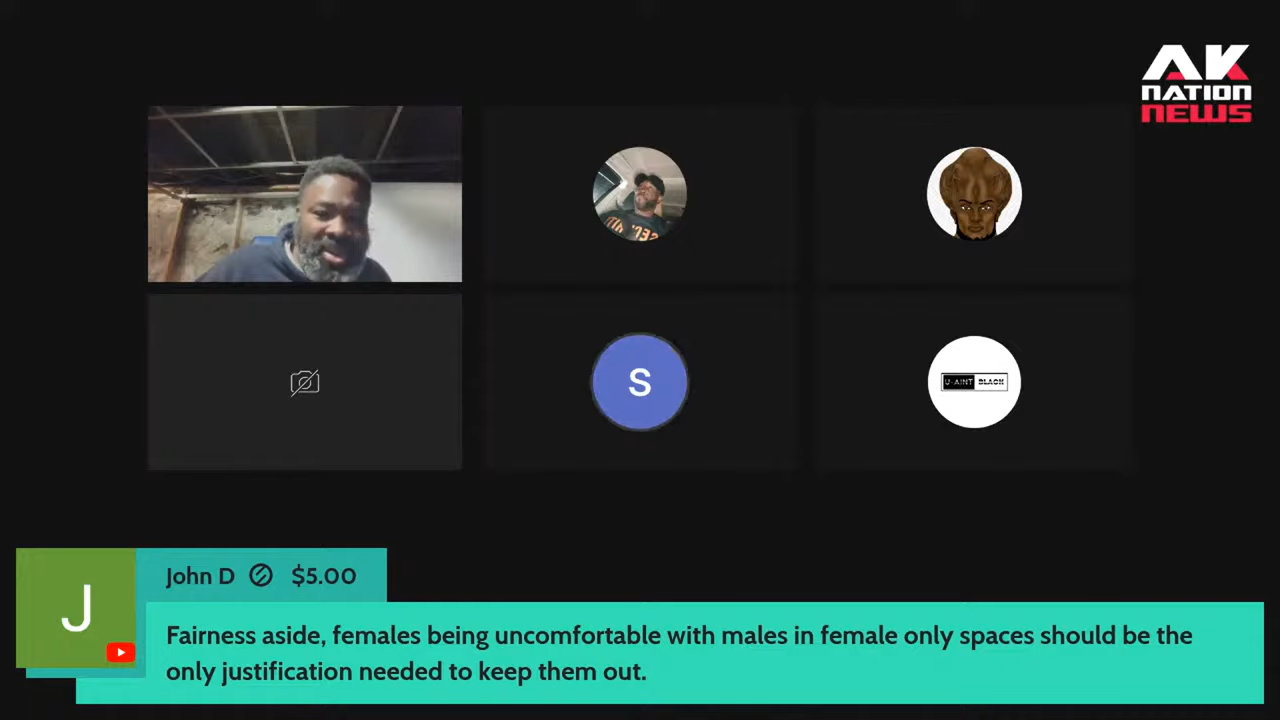 AK
NATION
NEWS
S
U AINT BLACK
J
John D $5.00
Fairness aside, females being uncomfortable with males in female only spaces should be the
only justification needed to keep them out.